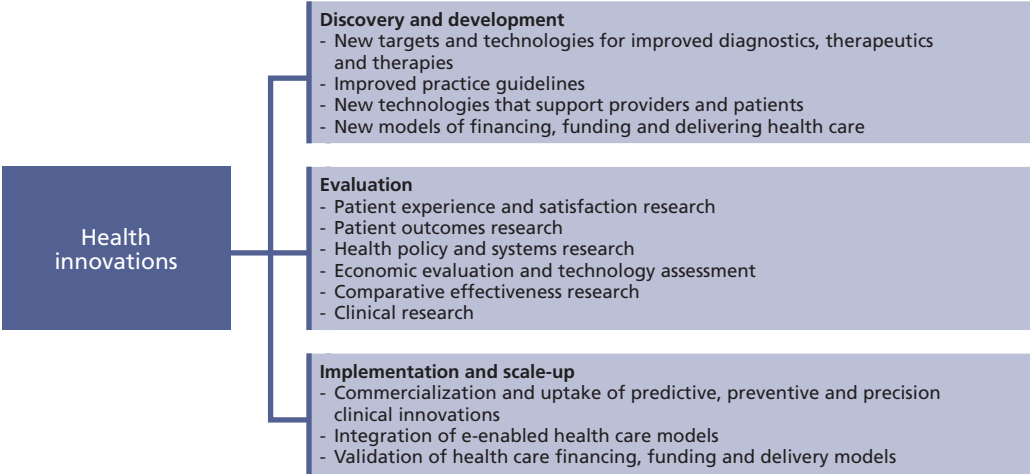 Health
innovations
Discovery and development
- New targets and technologies for improved diagnostics, therapeutics
and therapies
- Improved practice guidelines
- New technologies that support providers and patients
- New models of financing, funding and delivering health care
Evaluation
- Patient experience and satisfaction research
- Patient outcomes research
- Health policy and systems research
- Economic evaluation and technology assessment
- Comparative effectiveness research
- Clinical research
Implementation and scale-up
- Commercialization and uptake of predictive, preventive and precision
clinical innovations
- Integration of e-enabled health care models
- Validation of health care financing, funding and delivery models